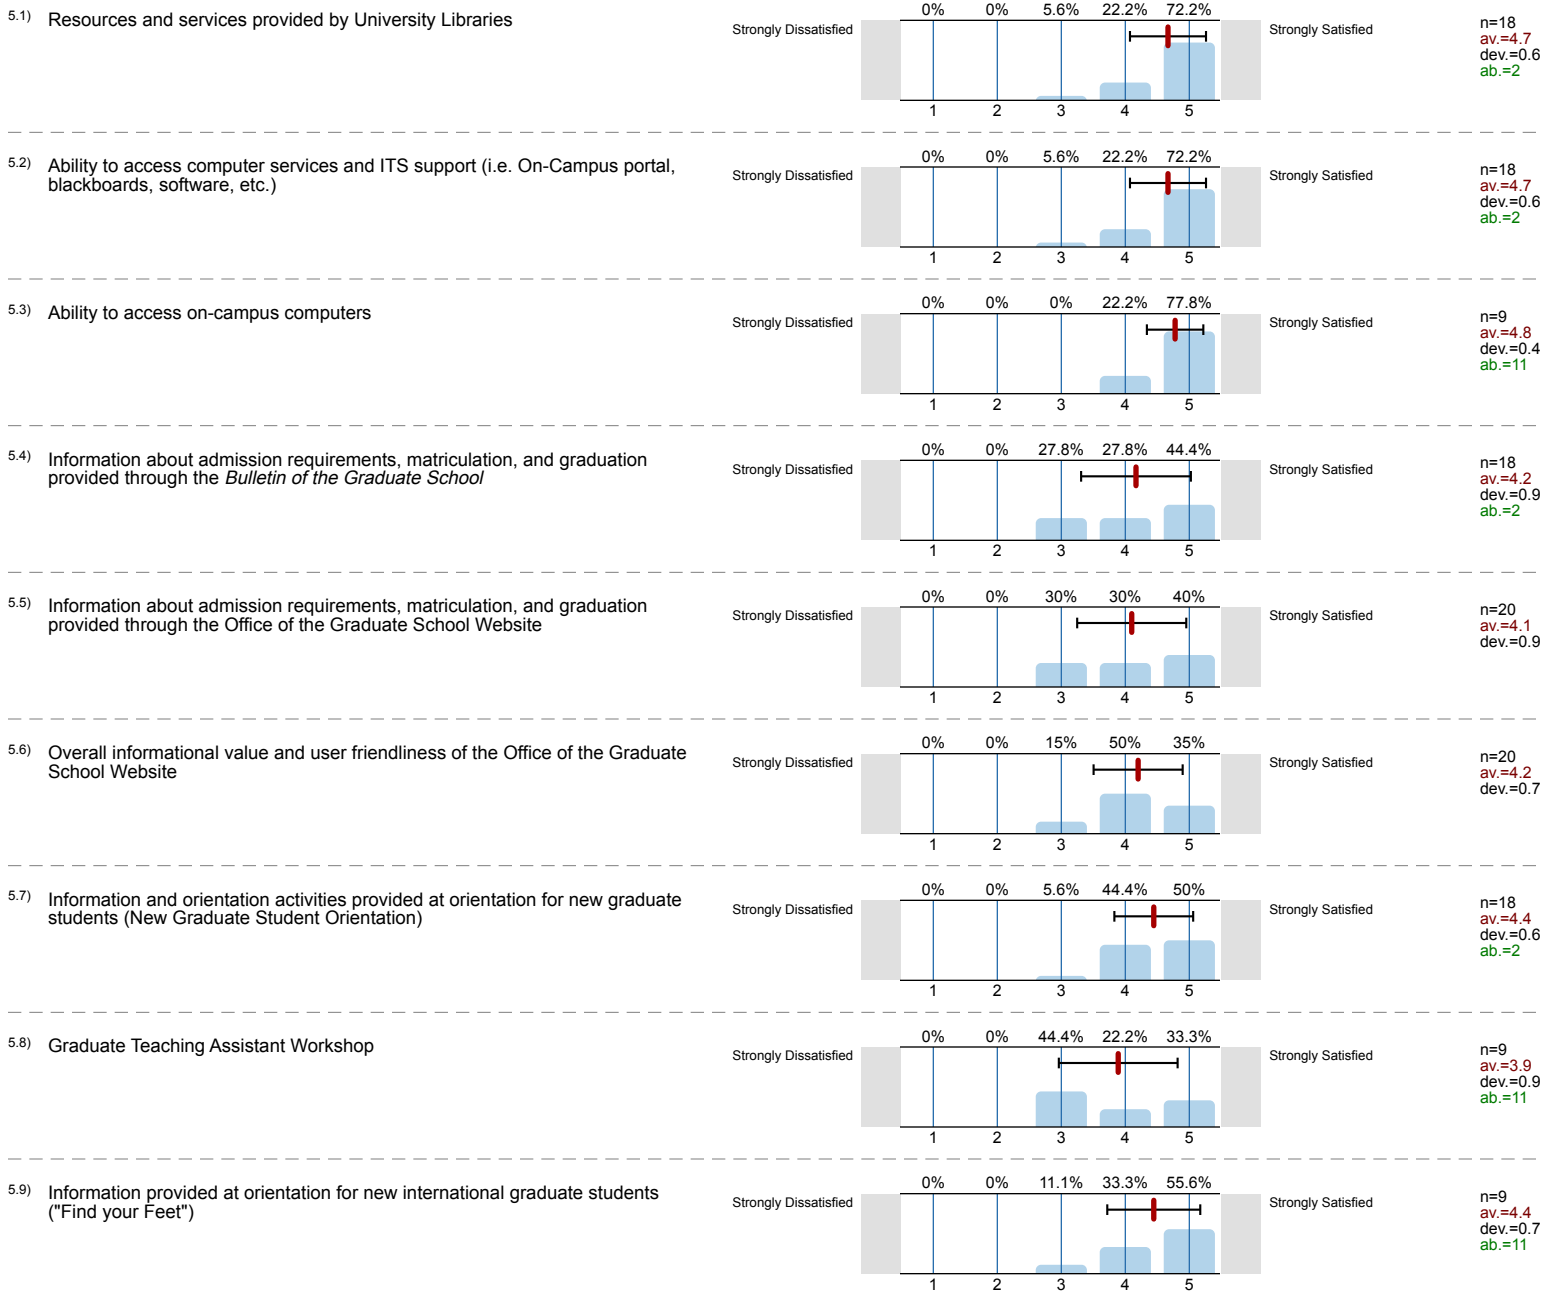 5.1) Resources and services provided by University Libraries
Strongly Dissatisfied
0% 0% 5.6% 22.2% 72.2%
1 2 3 4 5
Strongly Satisfied
n=18
av.=4.7
dev.=0.6
ab.=2
5.2) Ability to access computer services and ITS support (i.e. On-Campus portal,
blackboards, software, etc.)
Strongly Dissatisfied
0% 0% 5.6% 22.2% 72.2%
1 2 3 4 5
Strongly Satisfied
n=18
av.=4.7
dev.=0.6
ab.=2
5.3) Ability to access on-campus computers
Strongly Dissatisfied
0% 0% 0% 22.2% 77.8%
1 2 3 4 5
Strongly Satisfied
n=9
av.=4.8
dev.=0.4
ab.=11
5.4) Information about admission requirements, matriculation, and graduation
provided through the Bulletin of the Graduate School
Strongly Dissatisfied
0% 0% 27.8% 27.8% 44.4%
1 2 3 4 5
Strongly Satisfied
n=18
av.=4.2
dev.=0.9
ab.=2
5.5) Information about admission requirements, matriculation, and graduation
provided through the Office of the Graduate School Website
Strongly Dissatisfied
0% 0% 30% 30% 40%
1 2 3 4 5
Strongly Satisfied
n=20
av.=4.1
dev.=0.9
5.6) Overall informational value and user friendliness of the Office of the Graduate
School Website
Strongly Dissatisfied
0% 0% 15% 50% 35%
1 2 3 4 5
Strongly Satisfied
n=20
av.=4.2
dev.=0.7
5.7) Information and orientation activities provided at orientation for new graduate
students (New Graduate Student Orientation)
Strongly Dissatisfied
0% 0% 5.6% 44.4% 50%
1 2 3 4 5
Strongly Satisfied
n=18
av.=4.4
dev.=0.6
ab.=2
5.8) Graduate Teaching Assistant Workshop
Strongly Dissatisfied
0% 0% 44.4% 22.2% 33.3%
1 2 3 4 5
Strongly Satisfied
n=9
av.=3.9
dev.=0.9
ab.=11
5.9) Information provided at orientation for new international graduate students
("Find your Feet")
Strongly Dissatisfied
0% 0% 11.1% 33.3% 55.6%
1 2 3 4 5
Strongly Satisfied
n=9
av.=4.4
dev.=0.7
ab.=11